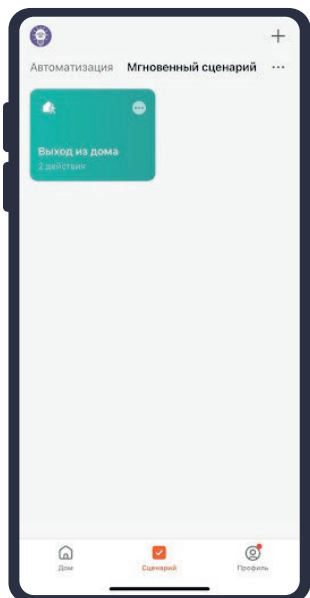 Автоматизация Мгновенный сценарий
Выход из дома
2 действия
Дом Сценарий Профиль